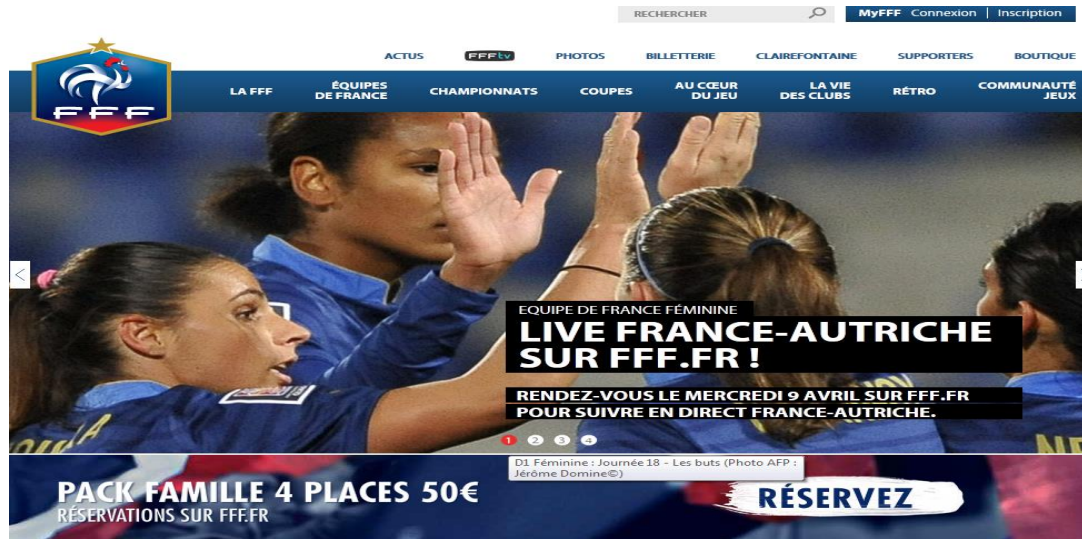 RECHERCHER
MyFFF Connexion | Inscription
ACTUS FFFtv PHOTOS BILLETTERIE CLAIREFONTAINE SUPPORTERS BOUTIQUE
FFF
LA FFF
ÉQUIPES
DE FRANCE
CHAMPIONNATS
COUPES
AU CŒUR
DU JEU
LA VIE
DES CLUBS
RÉTRO
COMMUNAUTÉ
JEUX
EQUIPE DE FRANCE FÉMININE
LIVE FRANCE-AUTRICHE
SUR FFF.FR !
RENDEZ-VOUS LE MERCREDI 9 AVRIL SUR FFF.FR
POUR SUIVRE EN DIRECT FRANCE-AUTRICHE.
1 2 3 4
D1 Féminine : Journée 18 - Les buts (Photo AFP :
Jérôme Domine©)
PACK FAMILLE 4 PLACES 50€
RÉSERVATIONS SUR FFF.FR
RÉSERVEZ